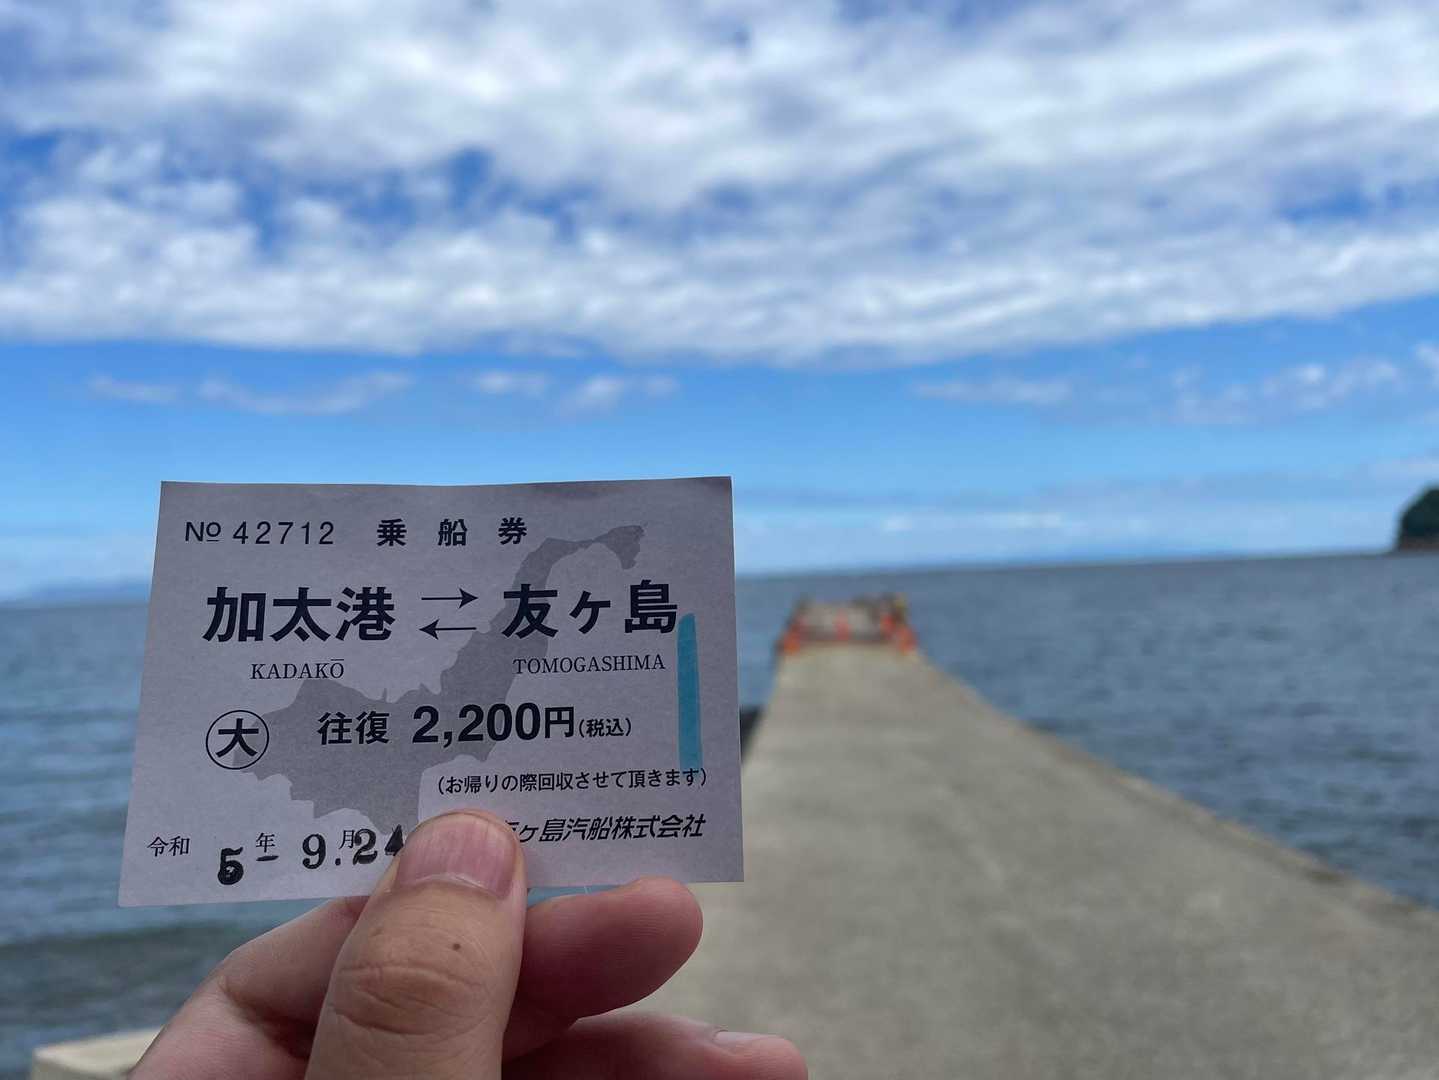 № 42712 乗船券
加太港 ⇄ 友ヶ島
KADAKŌ TOMOGASHIMA
大 往復 2,200円(税込)
(お帰りの際回収させて頂きます)
令和 5年 - 9月.24 ヶ島汽船株式会社